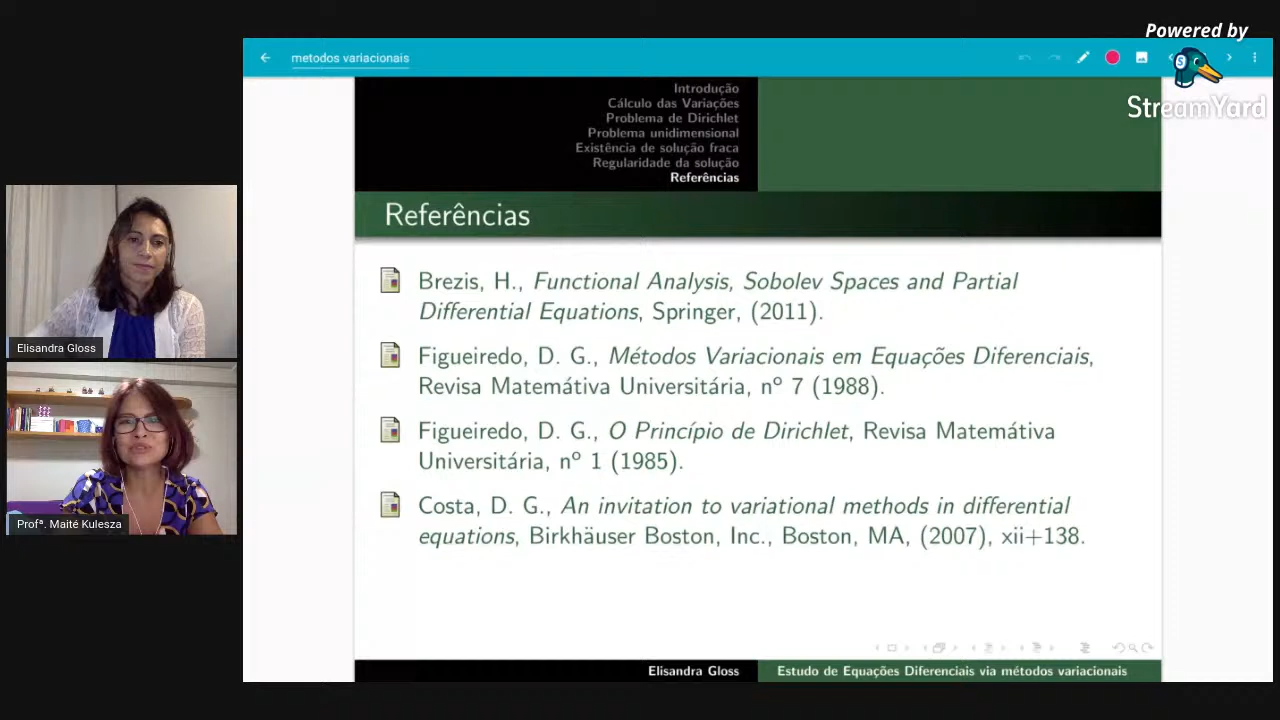 Powered by
StreamYard
metodos variacionais
Introdução
Cálculo das Variações
Problema de Dirichlet
Problema unidimensional
Existência de solução fraca
Regularidade da solução
Referências
Referências
Brezis, H., Functional Analysis, Sobolev Spaces and Partial
Differential Equations, Springer, (2011).
Figueiredo, D. G., Métodos Variacionais em Equações Diferenciais,
Revisa Matemátiva Universitária, nº 7 (1988).
Figueiredo, D. G., O Princípio de Dirichlet, Revisa Matemátiva
Universitária, nº 1 (1985).
Costa, D. G., An invitation to variational methods in differential
equations, Birkhäuser Boston, Inc., Boston, MA, (2007), xii+138.
Elisandra Gloss
Profª. Maité Kulesza
Elisandra Gloss
Estudo de Equações Diferenciais via métodos variacionais